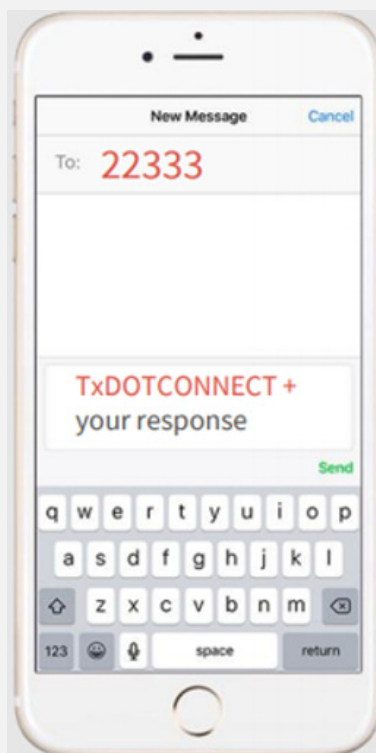 New Message Cancel
To: 22333
TxDOTCONNECT +
your response
Send
q w e r t y u i o p
a s d f g h j k l
z x c v b n m
123 space return